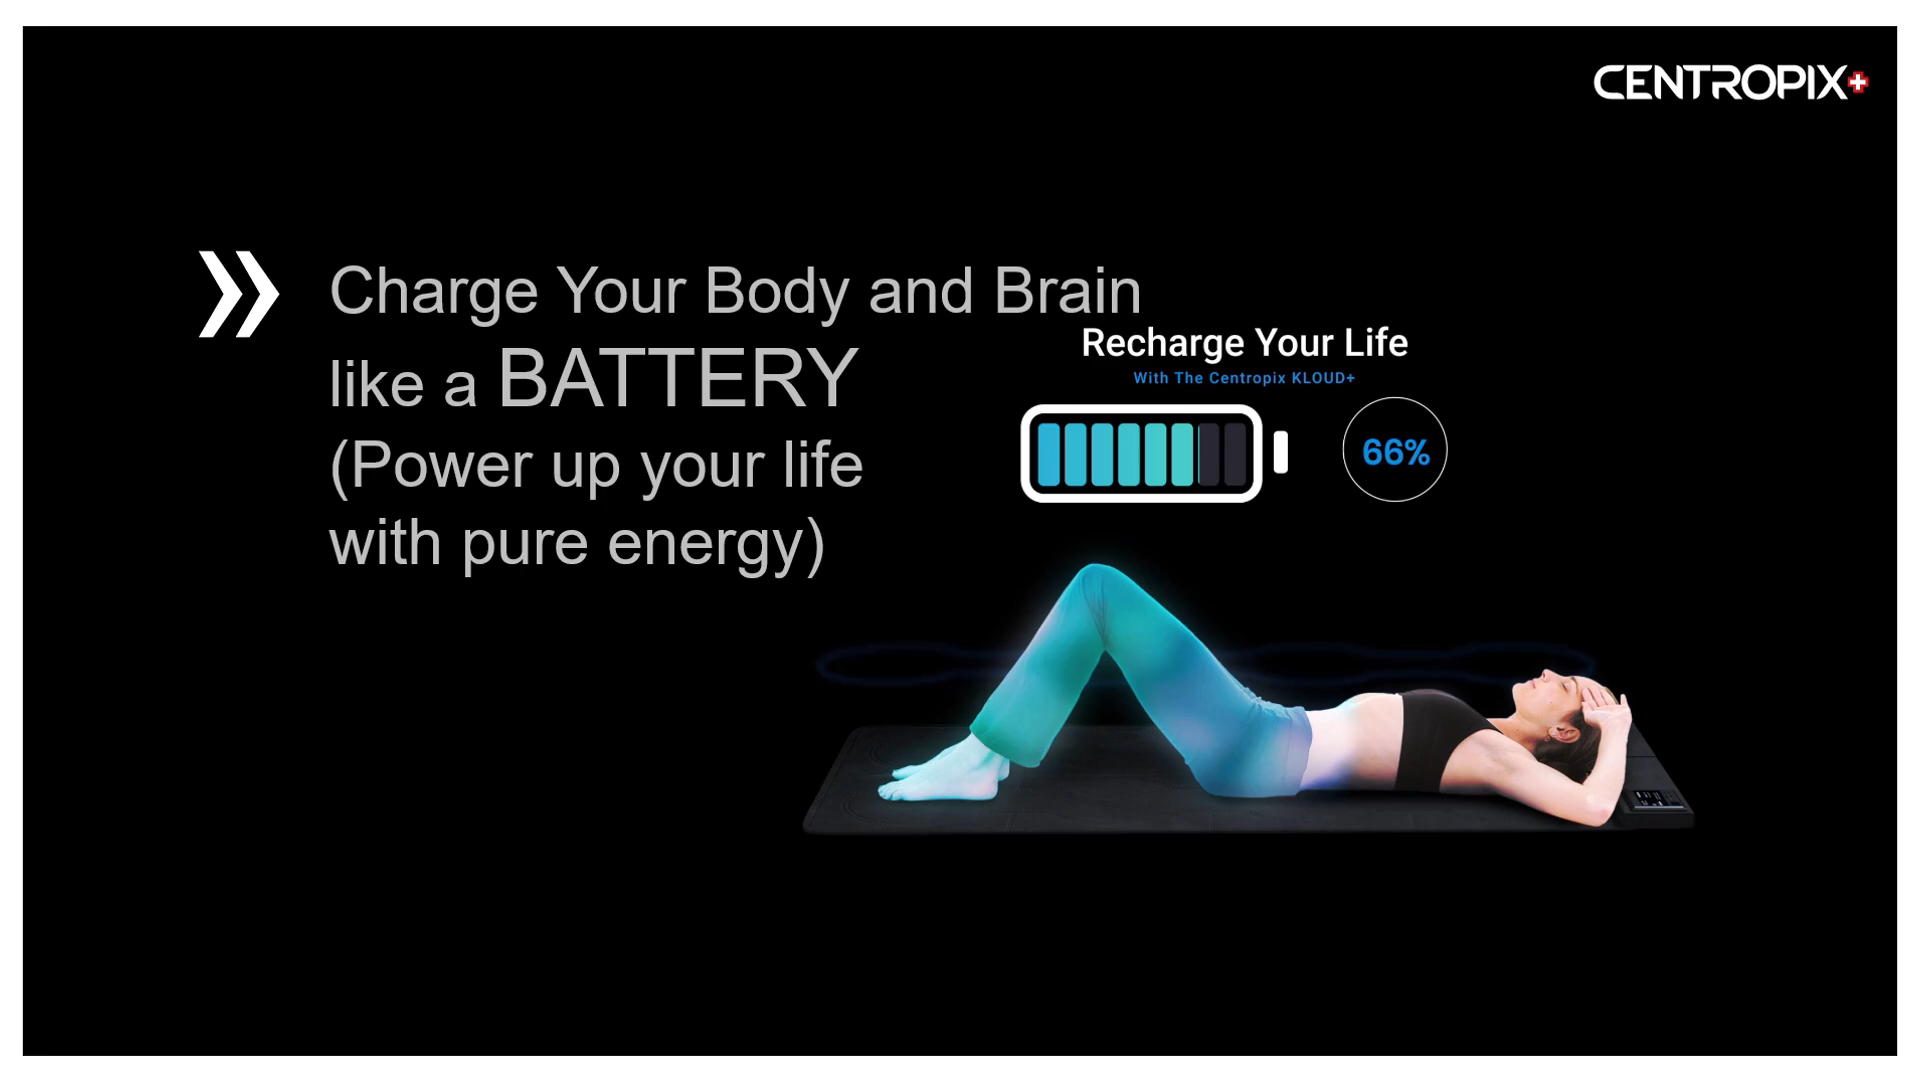 CENTROPIX+
Charge Your Body and Brain
like a BATTERY
(Power up your life
with pure energy)
Recharge Your Life
With The Centropix KLOUD+
66%